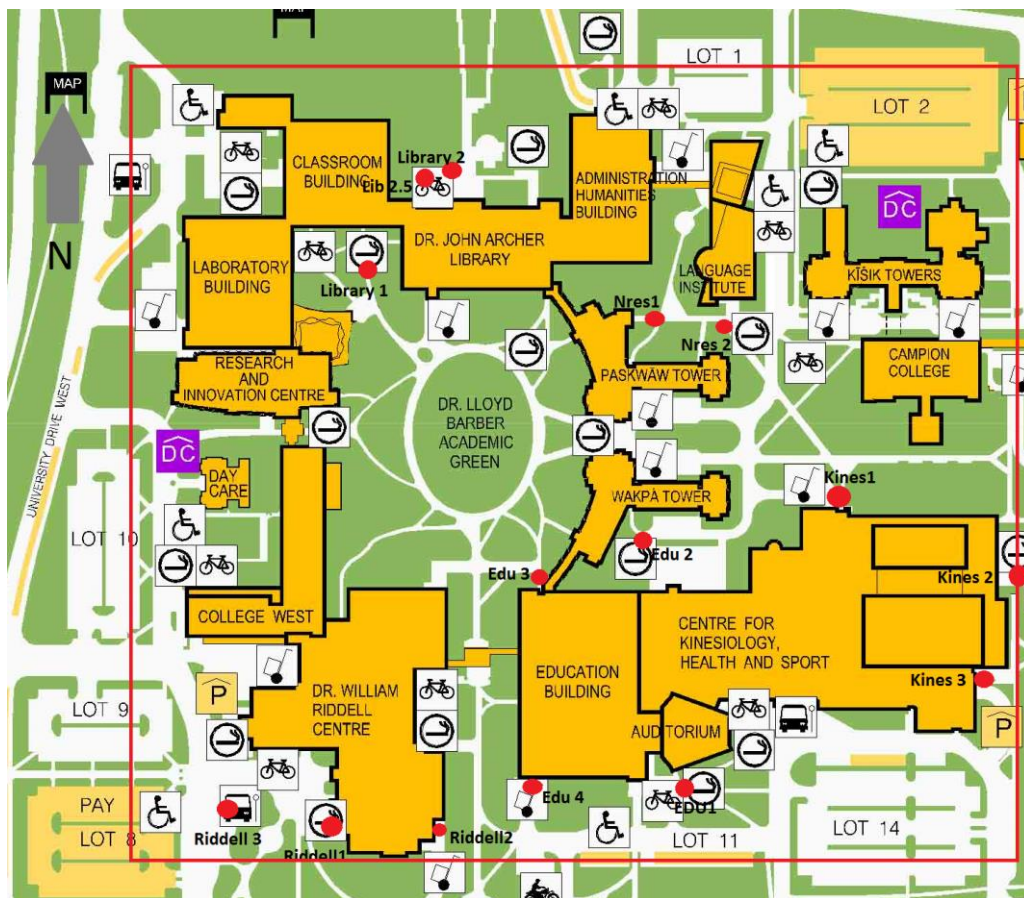 MAP
MAP
LOT 1
LOT 2
CLASSROOM
BUILDING
Library 2
Lib 2.5
ADMINISTRATION
HUMANITIES
BUILDING
DC
N
LABORATORY
BUILDING
DR. JOHN ARCHER
LIBRARY
Library 1
LANGUAGE
INSTITUTE
KĪŠIK TOWERS
Nres1
Nres 2
RESEARCH
AND
INNOVATION CENTRE
PASKWĀW TOWER
CAMPION
COLLEGE
DR. LLOYD
BARBER
ACADEMIC
GREEN
UNIVERSITY DRIVE WEST
DC
DAY
CARE
WAKPÀ TOWER
Kines1
LOT 10
Edu 2
Edu 3
Kines 2
COLLEGE WEST
CENTRE FOR
KINESIOLOGY,
HEALTH AND SPORT
EDUCATION
BUILDING
Kines 3
P
DR. WILLIAM
RIDDELL
CENTRE
LOT 9
AUDITORIUM
P
PAY
LOT 8
Edu 4
EDU1
Riddell 3
Riddell1
Riddell2
LOT 11
LOT 14